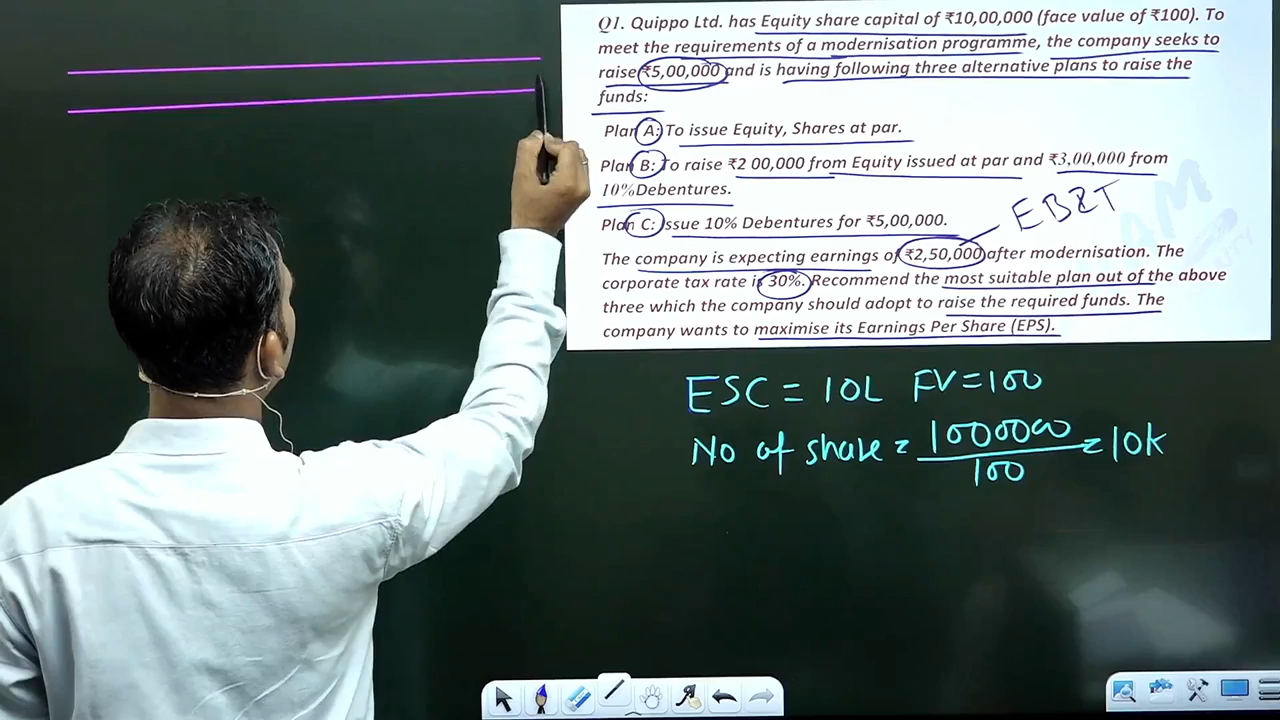 Q1. Quippo Ltd. has Equity share capital of ₹10,00,000 (face value of ₹100). To
meet the requirements of a modernisation programme, the company seeks to
raise ₹5,00,000 and is having following three alternative plans to raise the
funds:
Plan A: To issue Equity, Shares at par.
Plan B: To raise ₹2 00,000 from Equity issued at par and ₹3,00,000 from
10%Debentures.
Plan C: Issue 10% Debentures for ₹5,00,000.
EBIT
The company is expecting earnings of ₹2,50,000 after modernisation. The
corporate tax rate is 30%. Recommend the most suitable plan out of the above
three which the company should adopt to raise the required funds. The
company wants to maximise its Earnings Per Share (EPS).
ESC = 10L FV=100
No of share = 1000000 = 10K
100